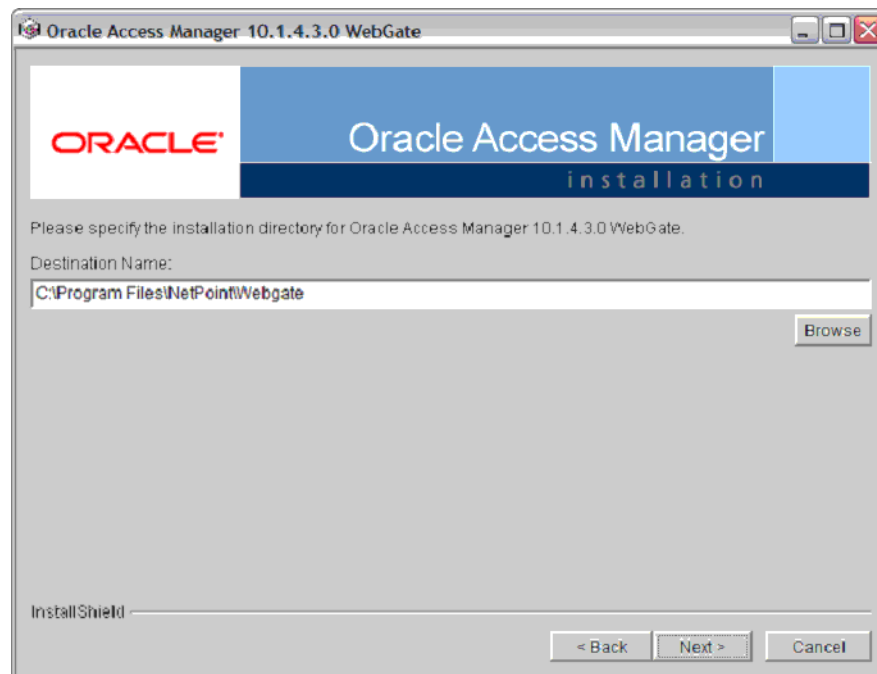 Oracle Access Manager 10.1.4.3.0 WebGate
ORACLE
Oracle Access Manager
installation
Please specify the installation directory for Oracle Access Manager 10.1.4.3.0 WebGate.
Destination Name:
C:\Program Files\NetPoint\Webgate
Browse
InstallShield
< Back Next > Cancel